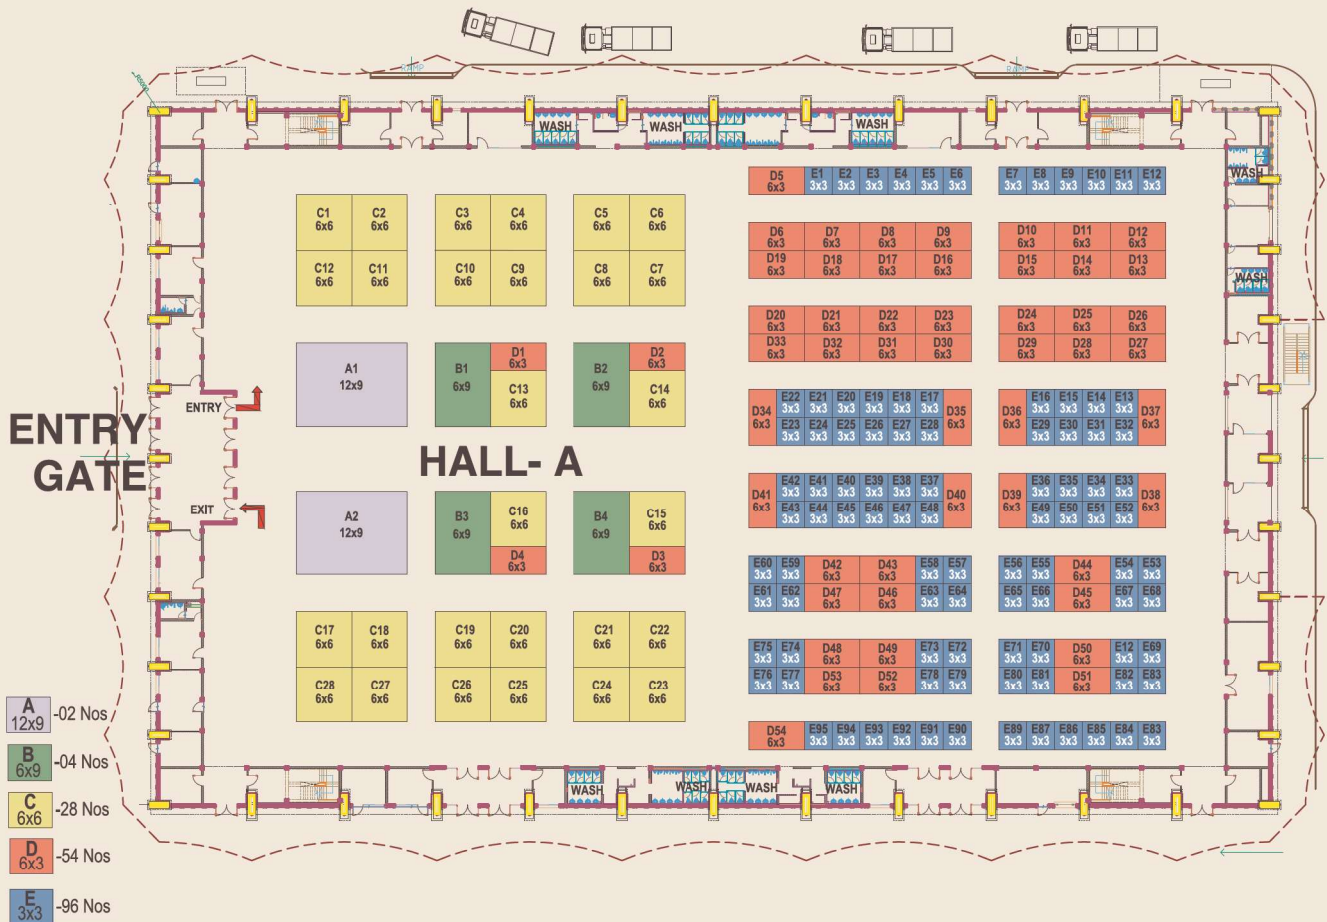 RAMP
RAMP
R5000
WASH WASH WASH
WASH
WASH
D5 E1 E2 E3 E4 E5 E6 E7 E8 E9 E10 E11 E12
6x3 3x3 3x3 3x3 3x3 3x3 3x3 3x3 3x3 3x3 3x3 3x3 3x3
C1 C2 C3 C4 C5 C6
6x6 6x6 6x6 6x6 6x6 6x6
D6 D7 D8 D9 D10 D11 D12
6x3 6x3 6x3 6x3 6x3 6x3 6x3
D19 D18 D17 D16 D15 D14 D13
6x3 6x3 6x3 6x3 6x3 6x3 6x3
C12 C11 C10 C9 C8 C7
6x6 6x6 6x6 6x6 6x6 6x6
D20 D21 D22 D23 D24 D25 D26
6x3 6x3 6x3 6x3 6x3 6x3 6x3
D33 D32 D31 D30 D29 D28 D27
6x3 6x3 6x3 6x3 6x3 6x3 6x3
A1 B1 D1 B2 D2
12x9 6x9 6x3 6x9 6x3
C13 C14
6x6 6x6
D34 E22 E21 E20 E19 E18 E17 D35 D36 E16 E15 E14 E13 D37
6x3 3x3 3x3 3x3 3x3 3x3 3x3 6x3 6x3 3x3 3x3 3x3 3x3 6x3
E23 E24 E25 E26 E27 E28 E29 E30 E31 E32
3x3 3x3 3x3 3x3 3x3 3x3 3x3 3x3 3x3 3x3
ENTRY
ENTRY
GATE
EXIT
HALL- A
D41 E42 E41 E40 E39 E38 E37 D40 D39 E36 E35 E34 E33 D38
6x3 3x3 3x3 3x3 3x3 3x3 3x3 6x3 6x3 3x3 3x3 3x3 3x3 6x3
E43 E44 E45 E46 E47 E48 E49 E50 E51 E52
3x3 3x3 3x3 3x3 3x3 3x3 3x3 3x3 3x3 3x3
A2 B3 C16 B4 C15
12x9 6x9 6x6 6x9 6x6
D4 D3
6x3 6x3
E60 E59 D42 D43 E58 E57 E56 E55 D44 E54 E53
3x3 3x3 6x3 6x3 3x3 3x3 3x3 3x3 6x3 3x3 3x3
E61 E62 D47 D46 E63 E64 E65 E66 D45 E67 E68
3x3 3x3 6x3 6x3 3x3 3x3 3x3 3x3 6x3 3x3 3x3
C17 C18 C19 C20 C21 C22
6x6 6x6 6x6 6x6 6x6 6x6
E75 E74 D48 D49 E73 E72 E71 E70 D50 E12 E69
3x3 3x3 6x3 6x3 3x3 3x3 3x3 3x3 6x3 3x3 3x3
E76 E77 D53 D52 E78 E79 E80 E81 D51 E82 E83
3x3 3x3 6x3 6x3 3x3 3x3 3x3 3x3 6x3 3x3 3x3
C28 C27 C26 C25 C24 C23
6x6 6x6 6x6 6x6 6x6 6x6
D54 E95 E94 E93 E92 E91 E90 E89 E87 E86 E85 E84 E83
6x3 3x3 3x3 3x3 3x3 3x3 3x3 3x3 3x3 3x3 3x3 3x3 3x3
WASH WASH WASH WASH
A
12x9 -02 Nos
B
6x9 -04 Nos
C
6x6 -28 Nos
D
6x3 -54 Nos
E
3x3 -96 Nos